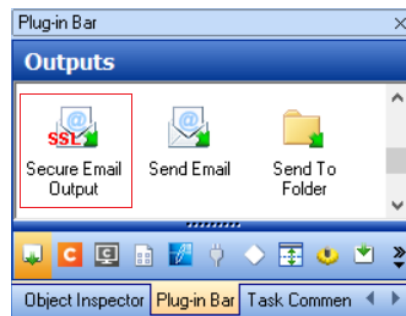 Plug-in Bar
Outputs
SSL
Secure Email Output
Send Email
Send To Folder
C
C
Object Inspector Plug-in Bar Task Commen